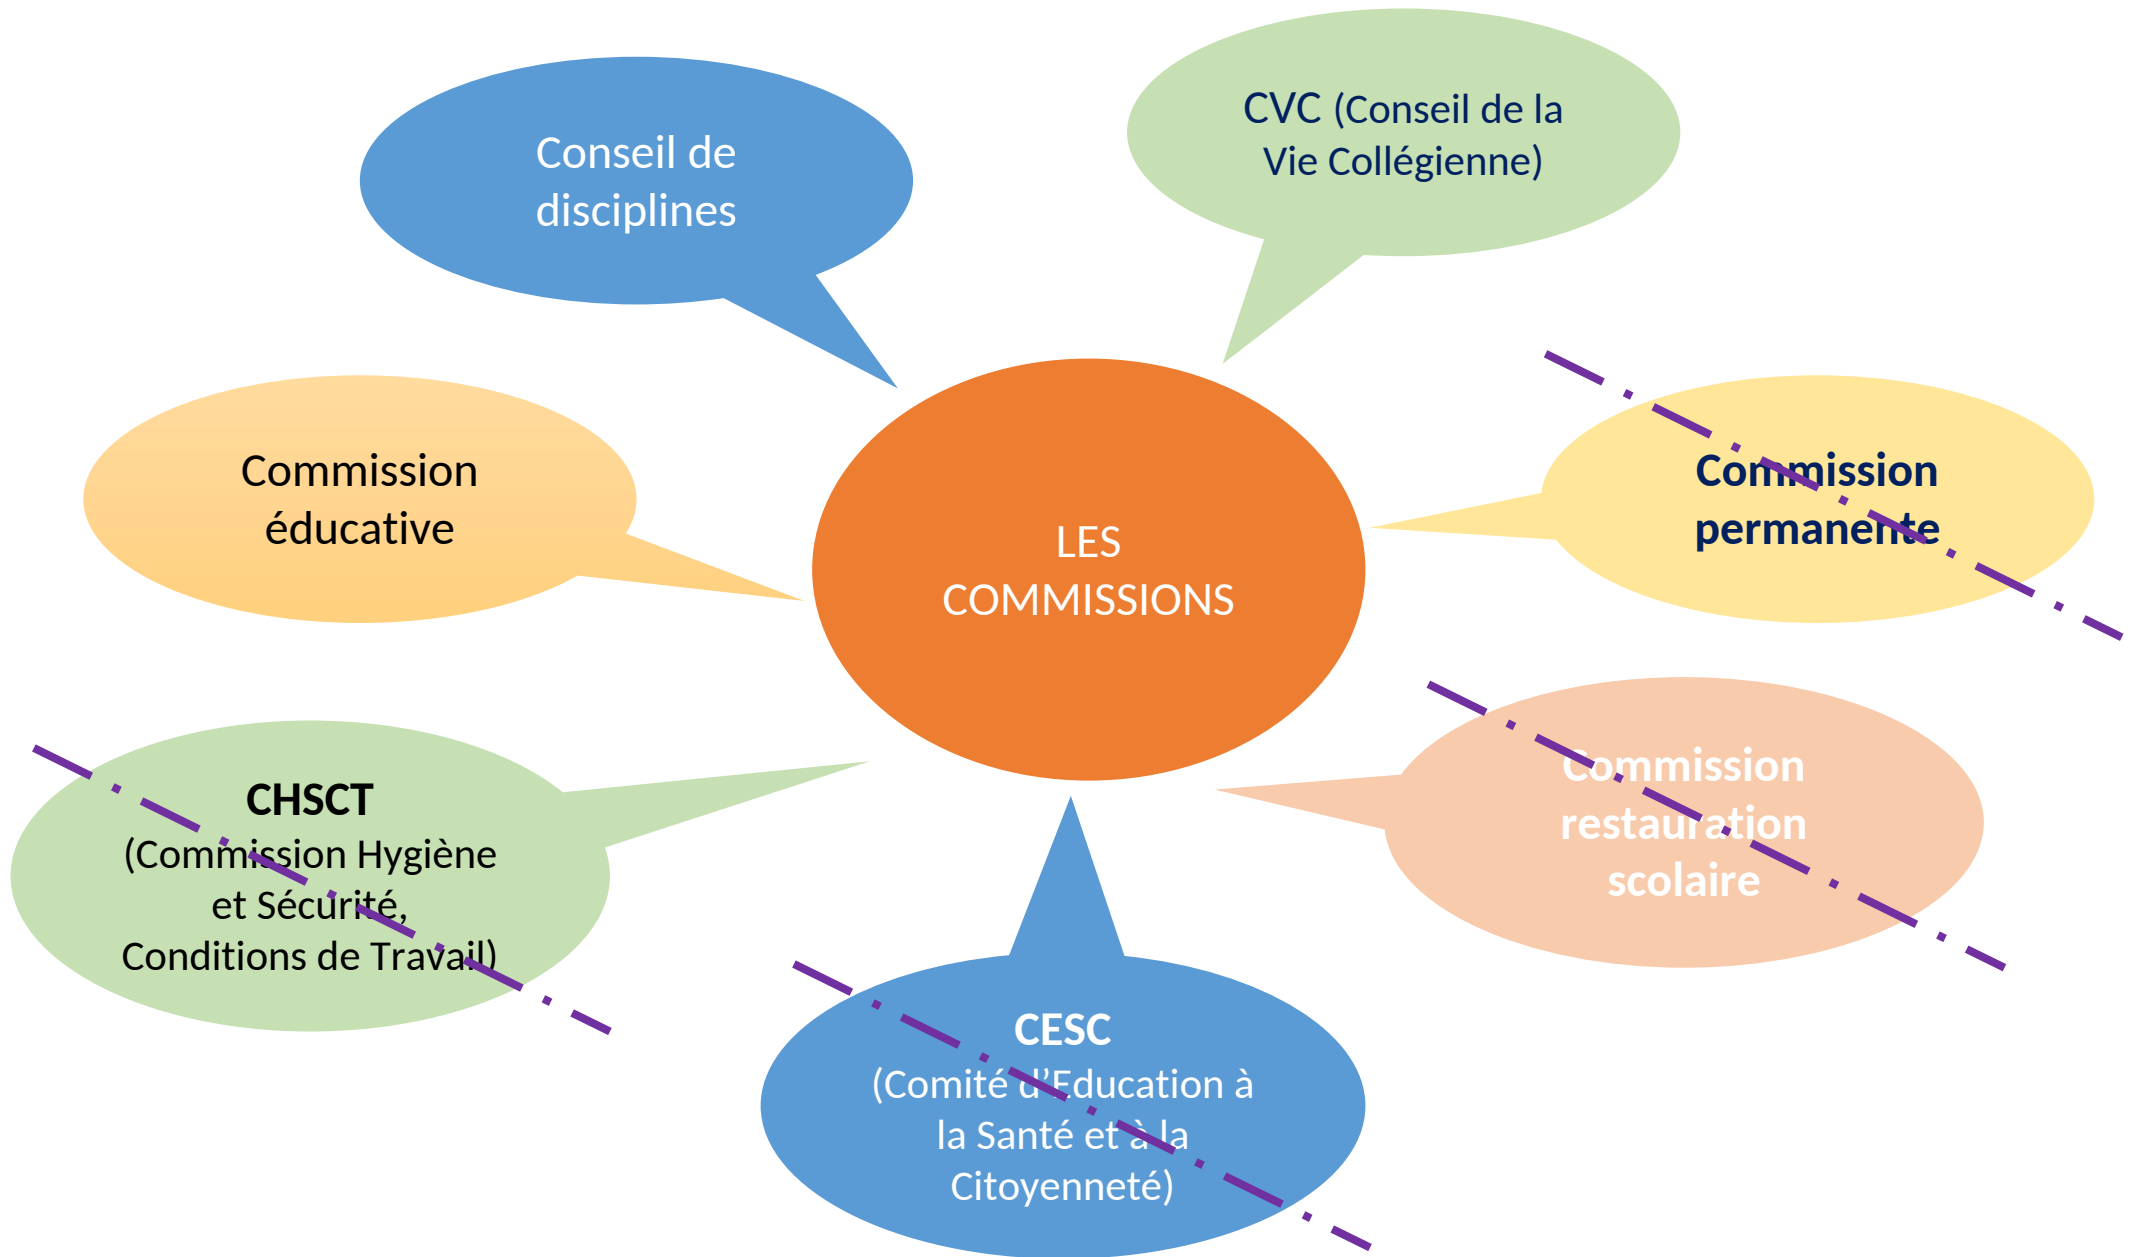 Conseil de
disciplines
CVC (Conseil de la
Vie Collégienne)
Commission
éducative
LES
COMMISSIONS
Commission
permanente
CHSCT
(Commission Hygiène
et Sécurité,
Conditions de Travail)
Commission
restauration
scolaire
CESC
(Comité d’Education à
la Santé et à la
Citoyenneté)